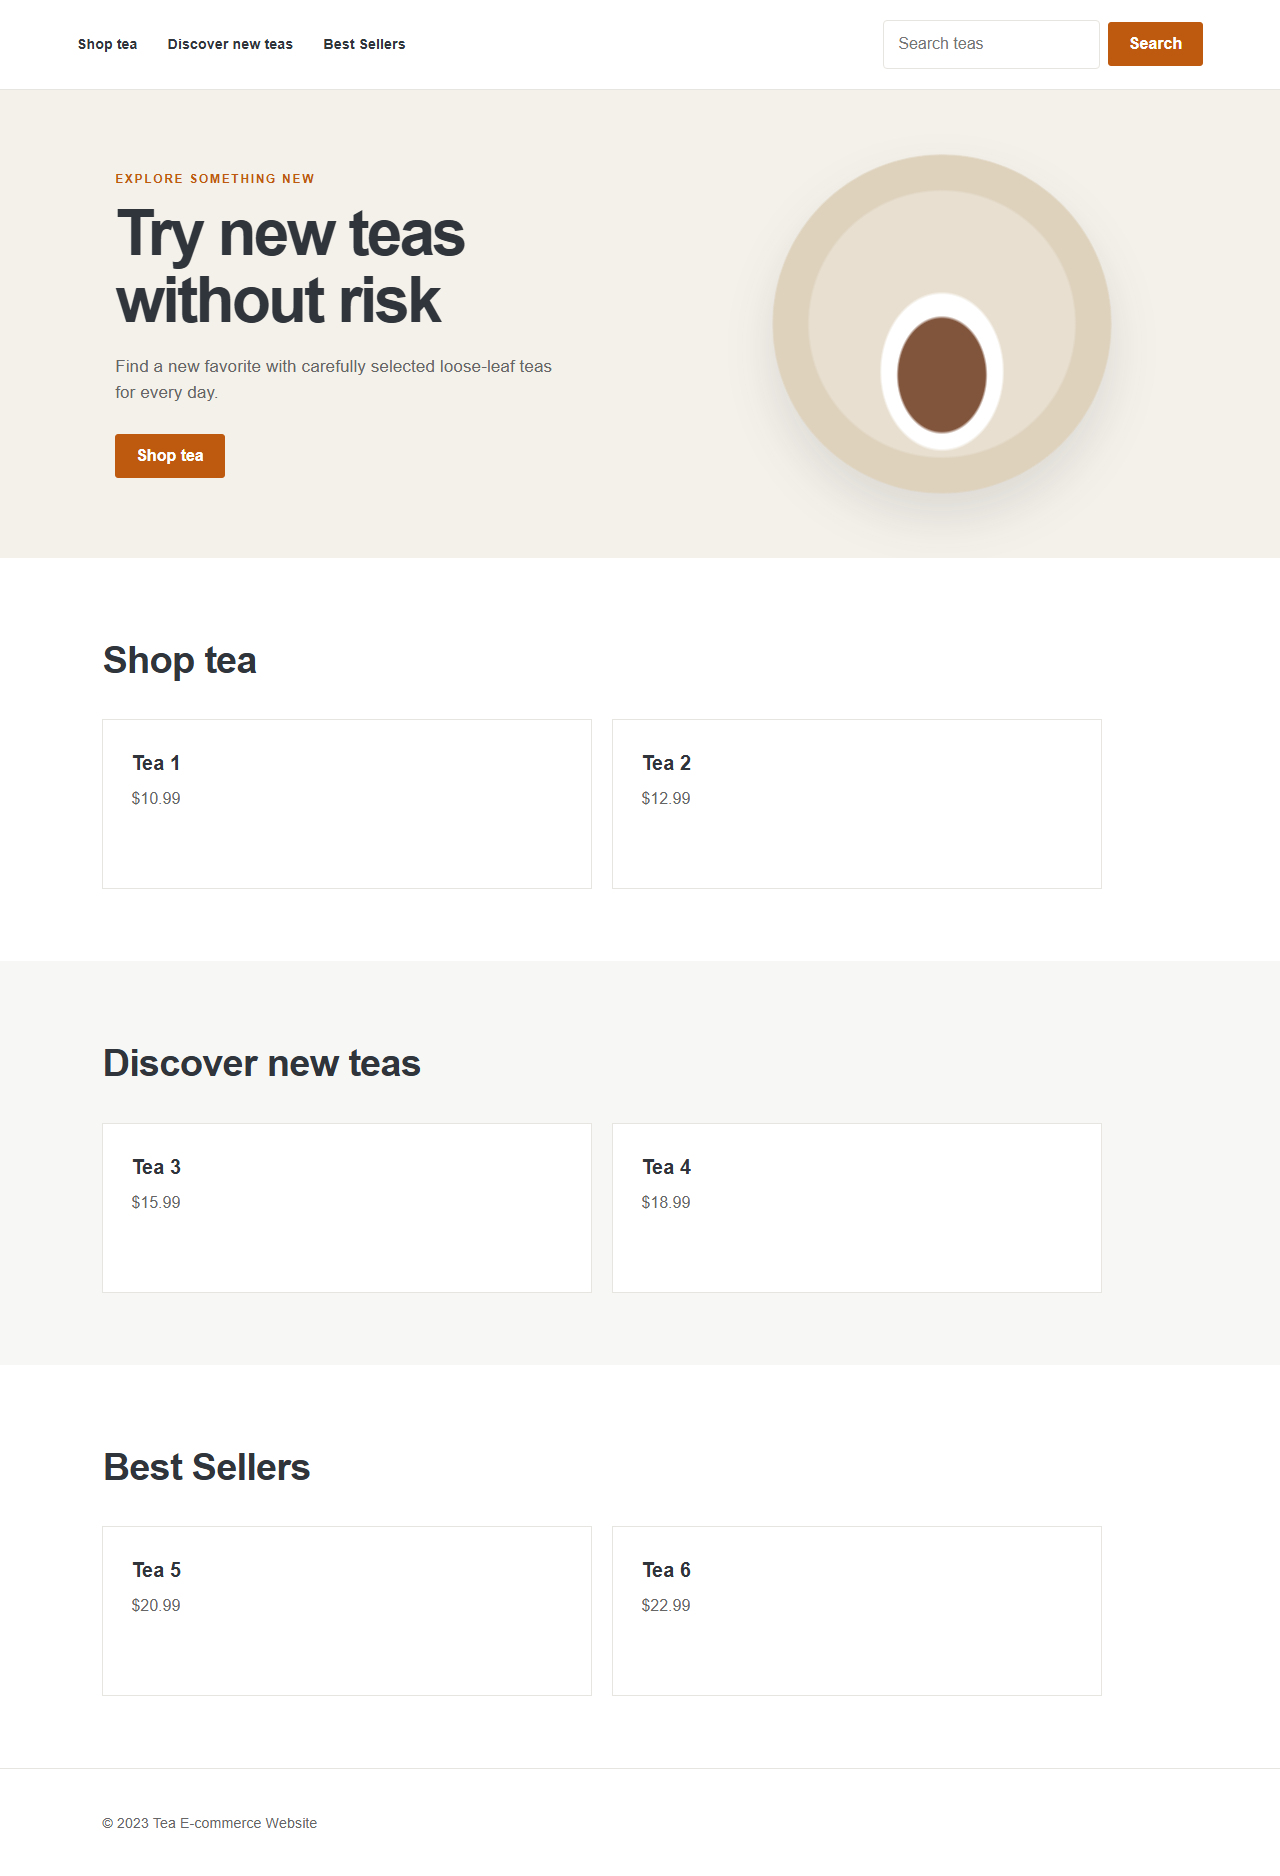 Shop tea
Discover new teas
Best Sellers
Search teas
Search
EXPLORE SOMETHING NEW
Try new teas
without risk
Find a new favorite with carefully selected loose-leaf teas
for every day.
Shop tea
Shop tea
Tea 1
$10.99
Tea 2
$12.99
Discover new teas
Tea 3
$15.99
Tea 4
$18.99
Best Sellers
Tea 5
$20.99
Tea 6
$22.99
© 2023 Tea E-commerce Website